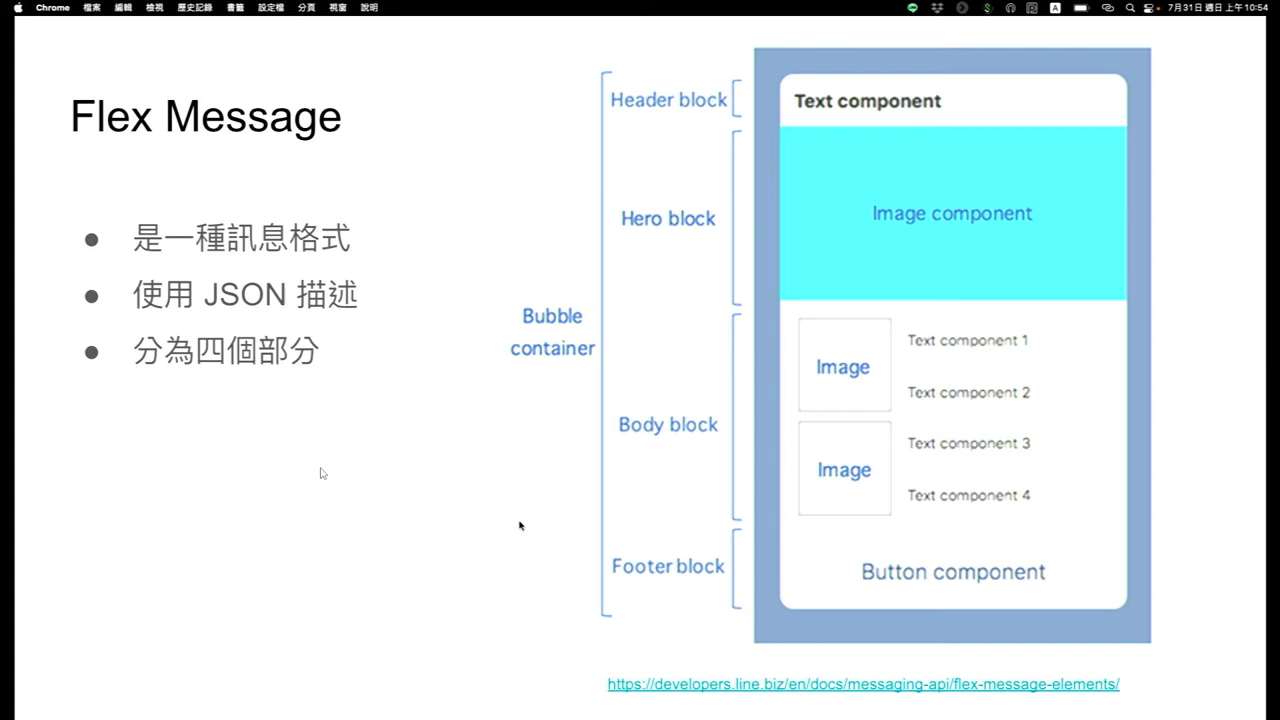 Chrome 檔案 編輯 檢視 歷史記錄 書籤 設定檔 分頁 視窗 說明 A 7月31日 週日 上午10:54
Flex Message
是一種訊息格式
使用 JSON 描述
分為四個部分
Bubble
container
Header block
Hero block
Body block
Footer block
Text component
Image component
Image
Text component 1
Text component 2
Image
Text component 3
Text component 4
Button component
https://developers.line.biz/en/docs/messaging-api/flex-message-elements/